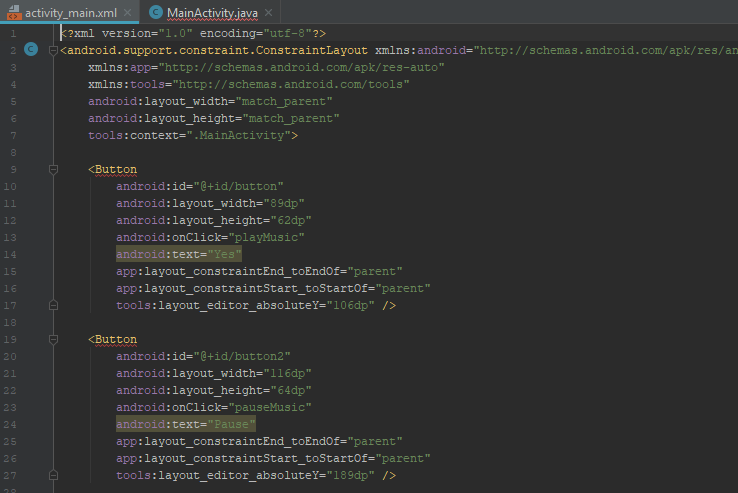 activity_main.xml
MainActivity.java
1 <?xml version="1.0" encoding="utf-8"?>
2 <android.support.constraint.ConstraintLayout xmlns:android="http://schemas.android.com/apk/res/an
3 xmlns:app="http://schemas.android.com/apk/res-auto"
4 xmlns:tools="http://schemas.android.com/tools"
5 android:layout_width="match_parent"
6 android:layout_height="match_parent"
7 tools:context=".MainActivity">
8
9 <Button
10 android:id="@+id/button"
11 android:layout_width="89dp"
12 android:layout_height="62dp"
13 android:onClick="playMusic"
14 android:text="Yes"
15 app:layout_constraintEnd_toEndOf="parent"
16 app:layout_constraintStart_toStartOf="parent"
17 tools:layout_editor_absoluteY="106dp" />
18
19 <Button
20 android:id="@+id/button2"
21 android:layout_width="116dp"
22 android:layout_height="64dp"
23 android:onClick="pauseMusic"
24 android:text="Pause"
25 app:layout_constraintEnd_toEndOf="parent"
26 app:layout_constraintStart_toStartOf="parent"
27 tools:layout_editor_absoluteY="189dp" />
28